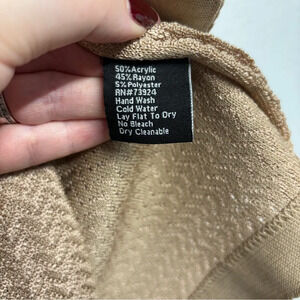 50% Acrylic
45% Rayon
5% Polyester
RN#73924
Hand Wash
Cold Water
Lay Flat To Dry
No Bleach
Dry Cleanable